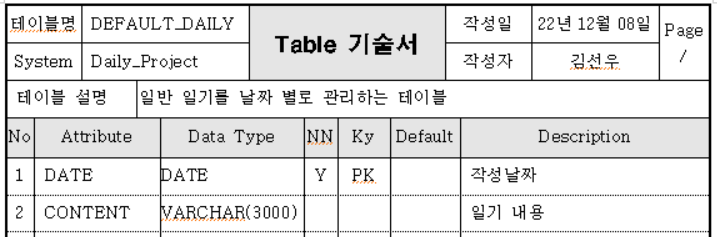 테이블명 DEFAULT_DAILY Table 기술서 작성일 22년 12월 08일 Page
System Daily_Project 작성자 김선우 /
테이블 설명 일반 일기를 날짜 별로 관리하는 테이블
No Attribute Data Type NN Ky Default Description
1 DATE DATE Y PK 작성날짜
2 CONTENT VARCHAR(3000) 일기 내용